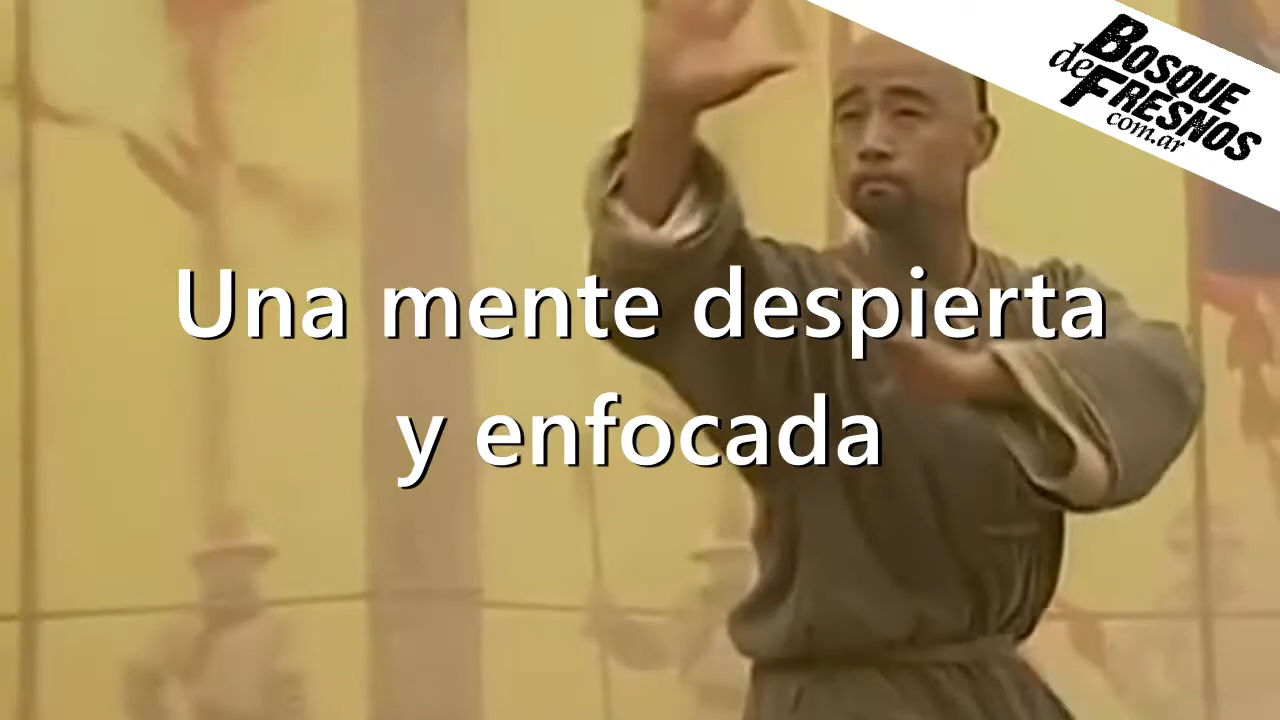 Bosque
de Fresnos
com.ar
Una mente despierta
y enfocada